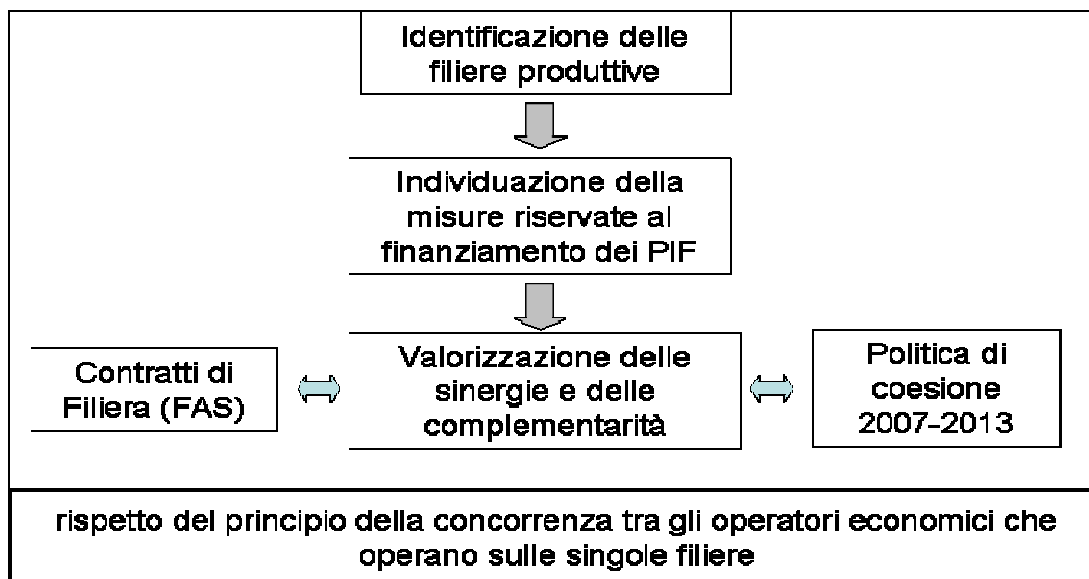 Identificazione delle
filiere produttive
Individuazione della
misure riservate al
finanziamento dei PIF
Contratti di
Filiera (FAS)
Valorizzazione delle
sinergie e delle
complementarità
Politica di
coesione
2007-2013
rispetto del principio della concorrenza tra gli operatori economici che
operano sulle singole filiere